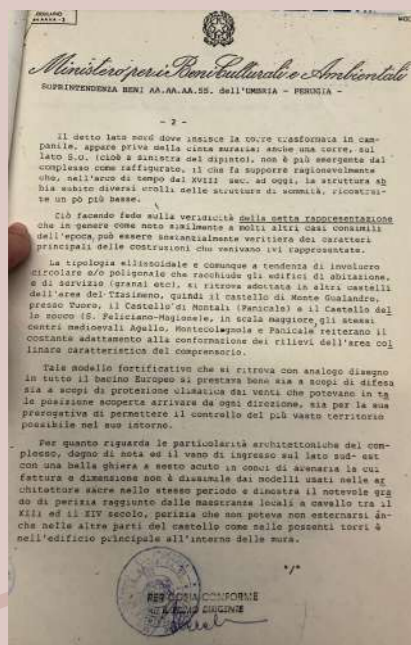 Ministero per i Beni Culturali e Ambientali
SOPRINTENDENZA BENI AA.AA.AA.SS. dell'UMBRIA - PERUGIA -
- 2 -
Il detto lato nord dove insiste la torre trasformata in cam-
panile, appare priva della cinta muraria; anche una torre, sul
lato S.O. (cioè a sinistra del dipinto), non è più emergente dal
complesso come raffigurato, il che fa supporre ragionevolmente
che, nell'arco di tempo dal XVIII sec. ad oggi, la struttura ab
bia subito diversi crolli delle strutture di sommità, ricostrui-
te un pò più basse.
Ciò facendo fede sulla veridicità della detta rappresentazione
che in genere come noto similmente a molti altri casi consimili
dell'epoca, può essere sostanzialmente veritiera dei caratteri
principali delle costruzioni che venivano ivi rappresentate.
La tipologia ellissoidale e comunque a tendenza di involucro
circolare e/o poligonale che racchiude gli edifici di abitazione,
e di servizio (granai etc), si ritrova adottata in altri castelli
dell'area del Trasimeno, quindi il castello di Monte Gualandro,
presso Tuoro, il Castello di Montali (Panicale) e il Castello del
lo zocco (S. Feliciano-Magionele, in scala maggiore, gli stessi
centri medioevali Agello, Montecolognola e Panicale reiterano il
costante adattamento alla conformazione dei rilievi dell'area col
linare caratteristica del comprensorio.
Tale modello fortificativo che si ritrova con analogo disegno
in tutto il bacino Europeo si prestava bene sia a scopi di difesa
sia a scopi di protezione climatica dai venti che potevano in ta
le posizione scoperta arrivare da ogni direzione, sia per la sua
prerogativa di permettere il controllo del più vasto territorio
possibile nel suo intorno.
Per quanto riguarda le particolarità architettoniche del com-
plesso, degno di nota ed il vano di ingresso sul lato sud-est
con una bella ghiera a sesto acuto in conci di arenaria la cui
fattura e dimensione non è dissimile dai modelli usati nelle ar
chitetture sacre nello stesso periodo e dimostra il notevole gra
do di perizia raggiunto dalle maestranze locali a cavallo tra il
XIII ed il XIV secolo, perizia che non poteva non esternarsi an-
che nelle altre parti del castello come nelle possenti torri e
nell'edificio principale all'interno delle mura.
./.
PER COPIA CONFORME